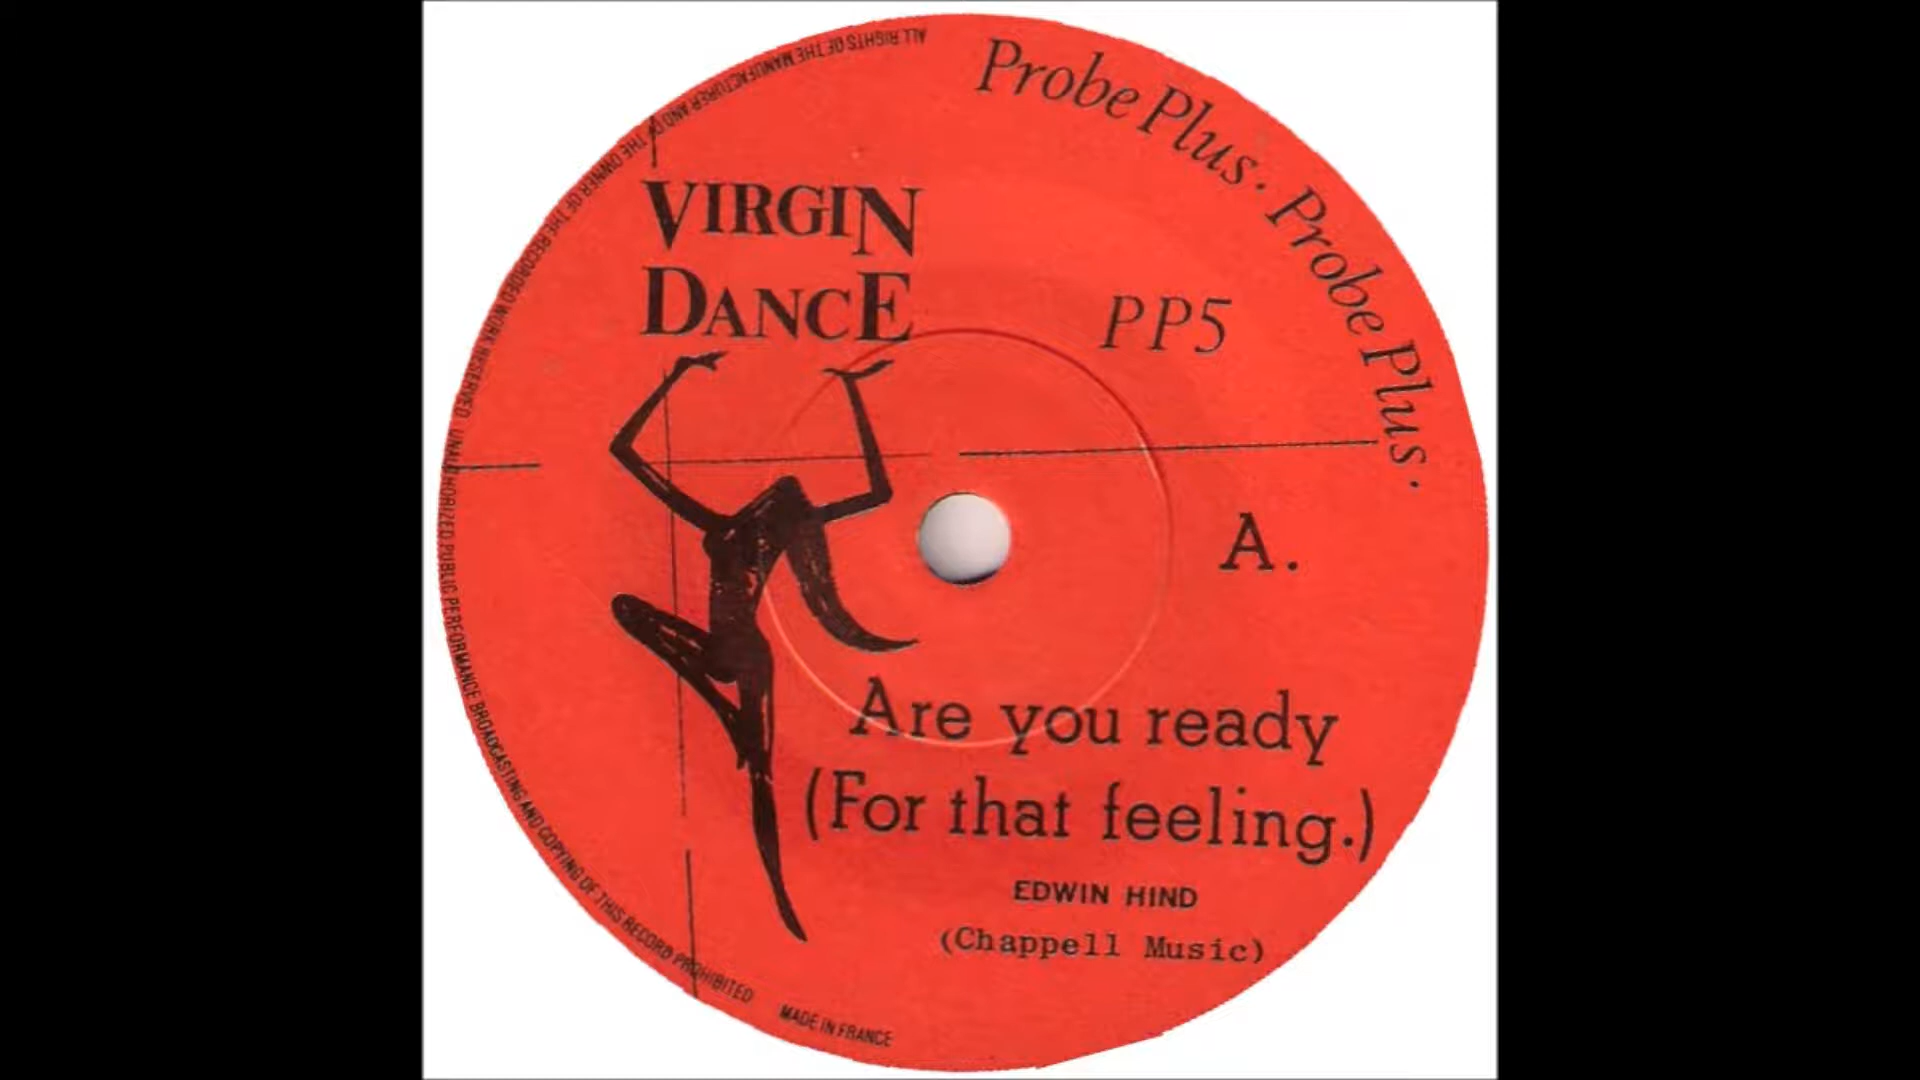 ALL RIGHTS OF THE MANUFACTURER AND OF THE OWNER OF THE RECORDED WORK RESERVED UNAUTHORIZED PUBLIC PERFORMANCE BROADCASTING AND COPYING OF THIS RECORD PROHIBITED MADE IN FRANCE
Probe Plus · Probe Plus ·
VIRGIN
DANCE
PP5
A.
Are you ready
(For that feeling.)
EDWIN HIND
(Chappell Music)